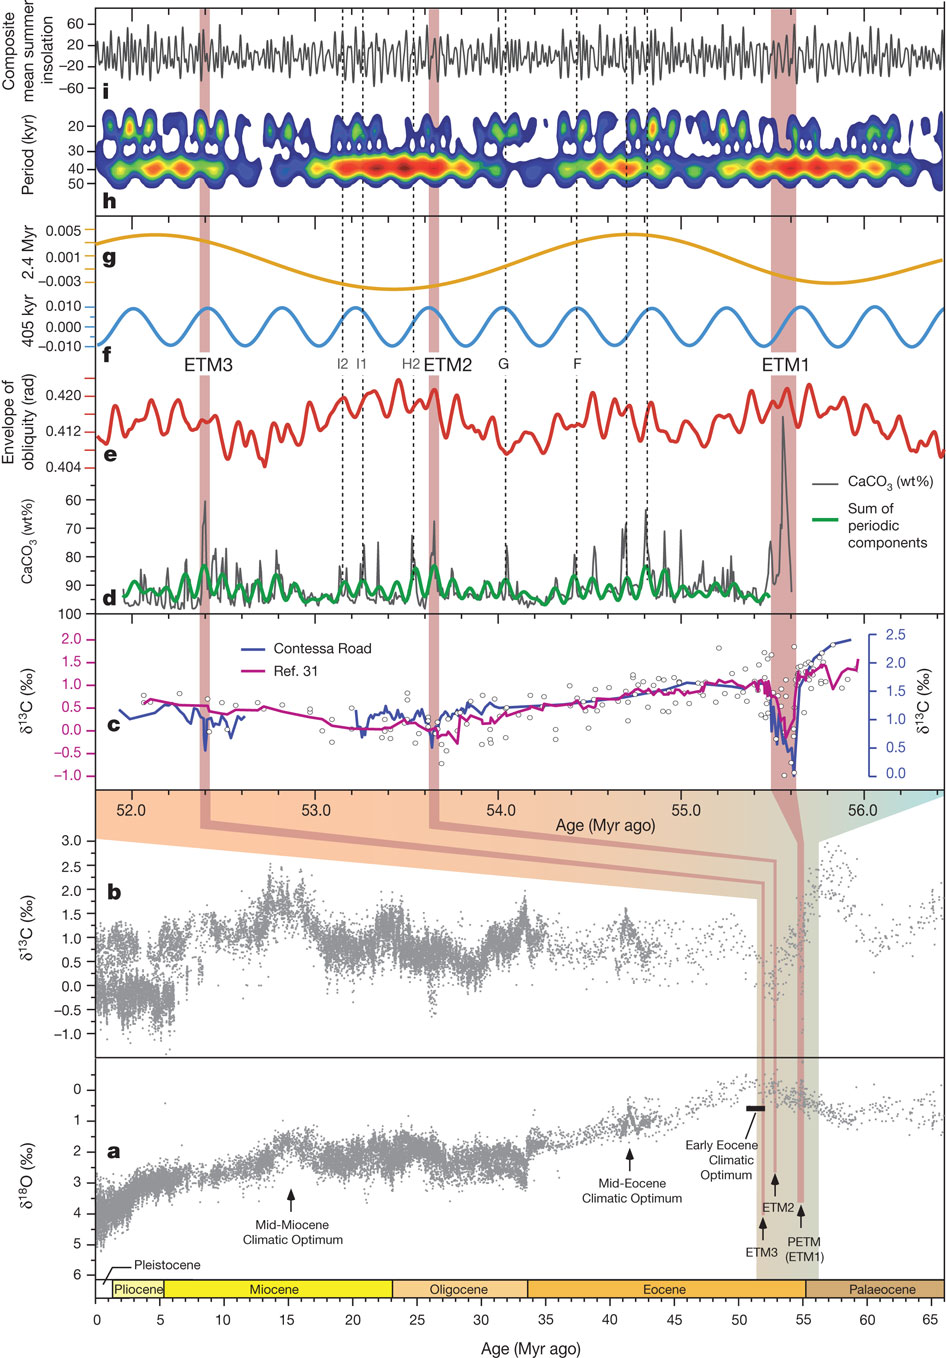 Composite
mean summer
insolation
60
20
−20
−60
i
Period (kyr)
20
30
40
50
h
2.4 Myr
0.005
0.001
−0.003
g
405 kyr
0.010
0.000
−0.010
f
ETM3
I2
I1
H2
ETM2
G
F
ETM1
Envelope of
obliquity (rad)
0.420
0.412
0.404
e
CaCO3 (wt%)
Sum of
periodic
components
CaCO3 (wt%)
60
70
80
90
100
d
δ13C (‰)
2.0
1.5
1.0
0.5
0.0
−0.5
−1.0
c
Contessa Road
Ref. 31
2.5
2.0
1.5
1.0
0.5
0.0
δ13C (‰)
52.0 53.0 54.0 55.0 56.0
Age (Myr ago)
δ13C (‰)
3.0
2.5
2.0
1.5
1.0
0.5
0.0
−0.5
−1.0
b
δ18O (‰)
0
1
2
3
4
5
6
a
Mid-Miocene
Climatic Optimum
Mid-Eocene
Climatic Optimum
Early Eocene
Climatic
Optimum
ETM2
ETM3
PETM
(ETM1)
Pleistocene
Pliocene Miocene Oligocene Eocene Palaeocene
0 5 10 15 20 25 30 35 40 45 50 55 60 65
Age (Myr ago)